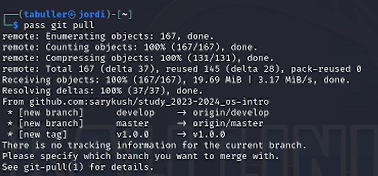 (tabuller㉿jordi)-[~]
$ pass git pull
remote: Enumerating objects: 167, done.
remote: Counting objects: 100% (167/167), done.
remote: Compressing objects: 100% (131/131), done.
remote: Total 167 (delta 37), reused 145 (delta 28), pack-reused 0
Receiving objects: 100% (167/167), 19.69 MiB | 3.17 MiB/s, done.
Resolving deltas: 100% (37/37), done.
From github.com:sarykush/study_2023-2024_os-intro
* [new branch] develop -> origin/develop
* [new branch] master -> origin/master
* [new tag] v1.0.0 -> v1.0.0
There is no tracking information for the current branch.
Please specify which branch you want to merge with.
See git-pull(1) for details.